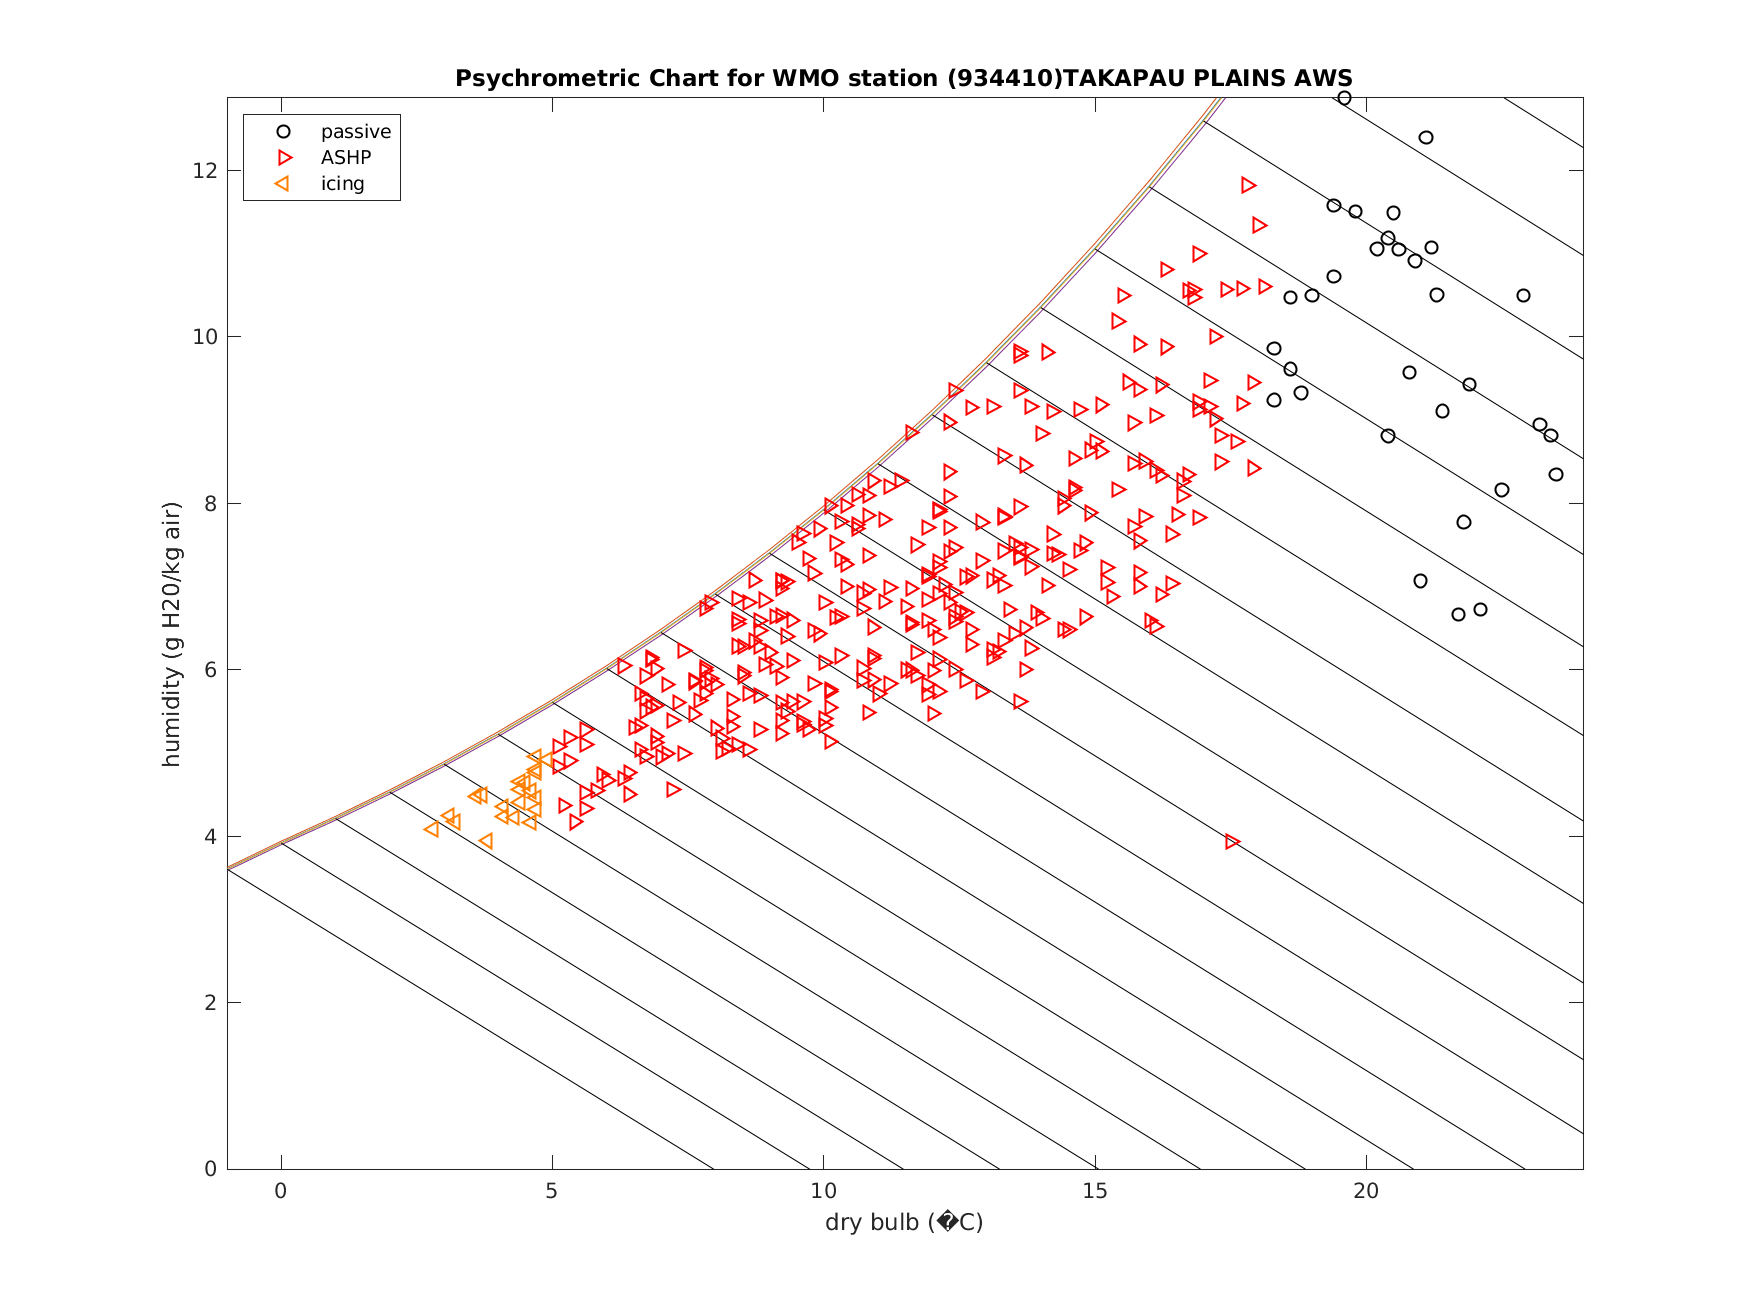 Psychrometric Chart for WMO station (934410)TAKAPAU PLAINS AWS
passive
ASHP
icing
humidity (g H20/kg air)
12
10
8
6
4
2
0
0 5 10 15 20
dry bulb (�C)